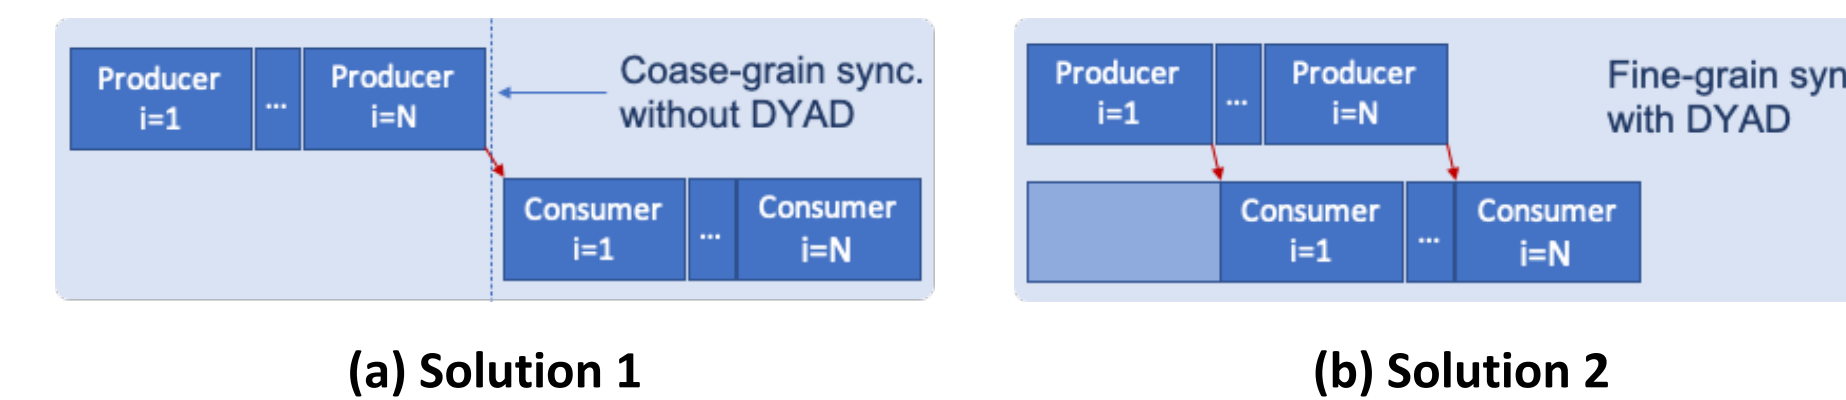 Producer
i=1
...
Producer
i=N
Coase-grain sync.
without DYAD
Consumer
i=1
...
Consumer
i=N
(a) Solution 1
Producer
i=1
...
Producer
i=N
Fine-grain syn
with DYAD
Consumer
i=1
...
Consumer
i=N
(b) Solution 2